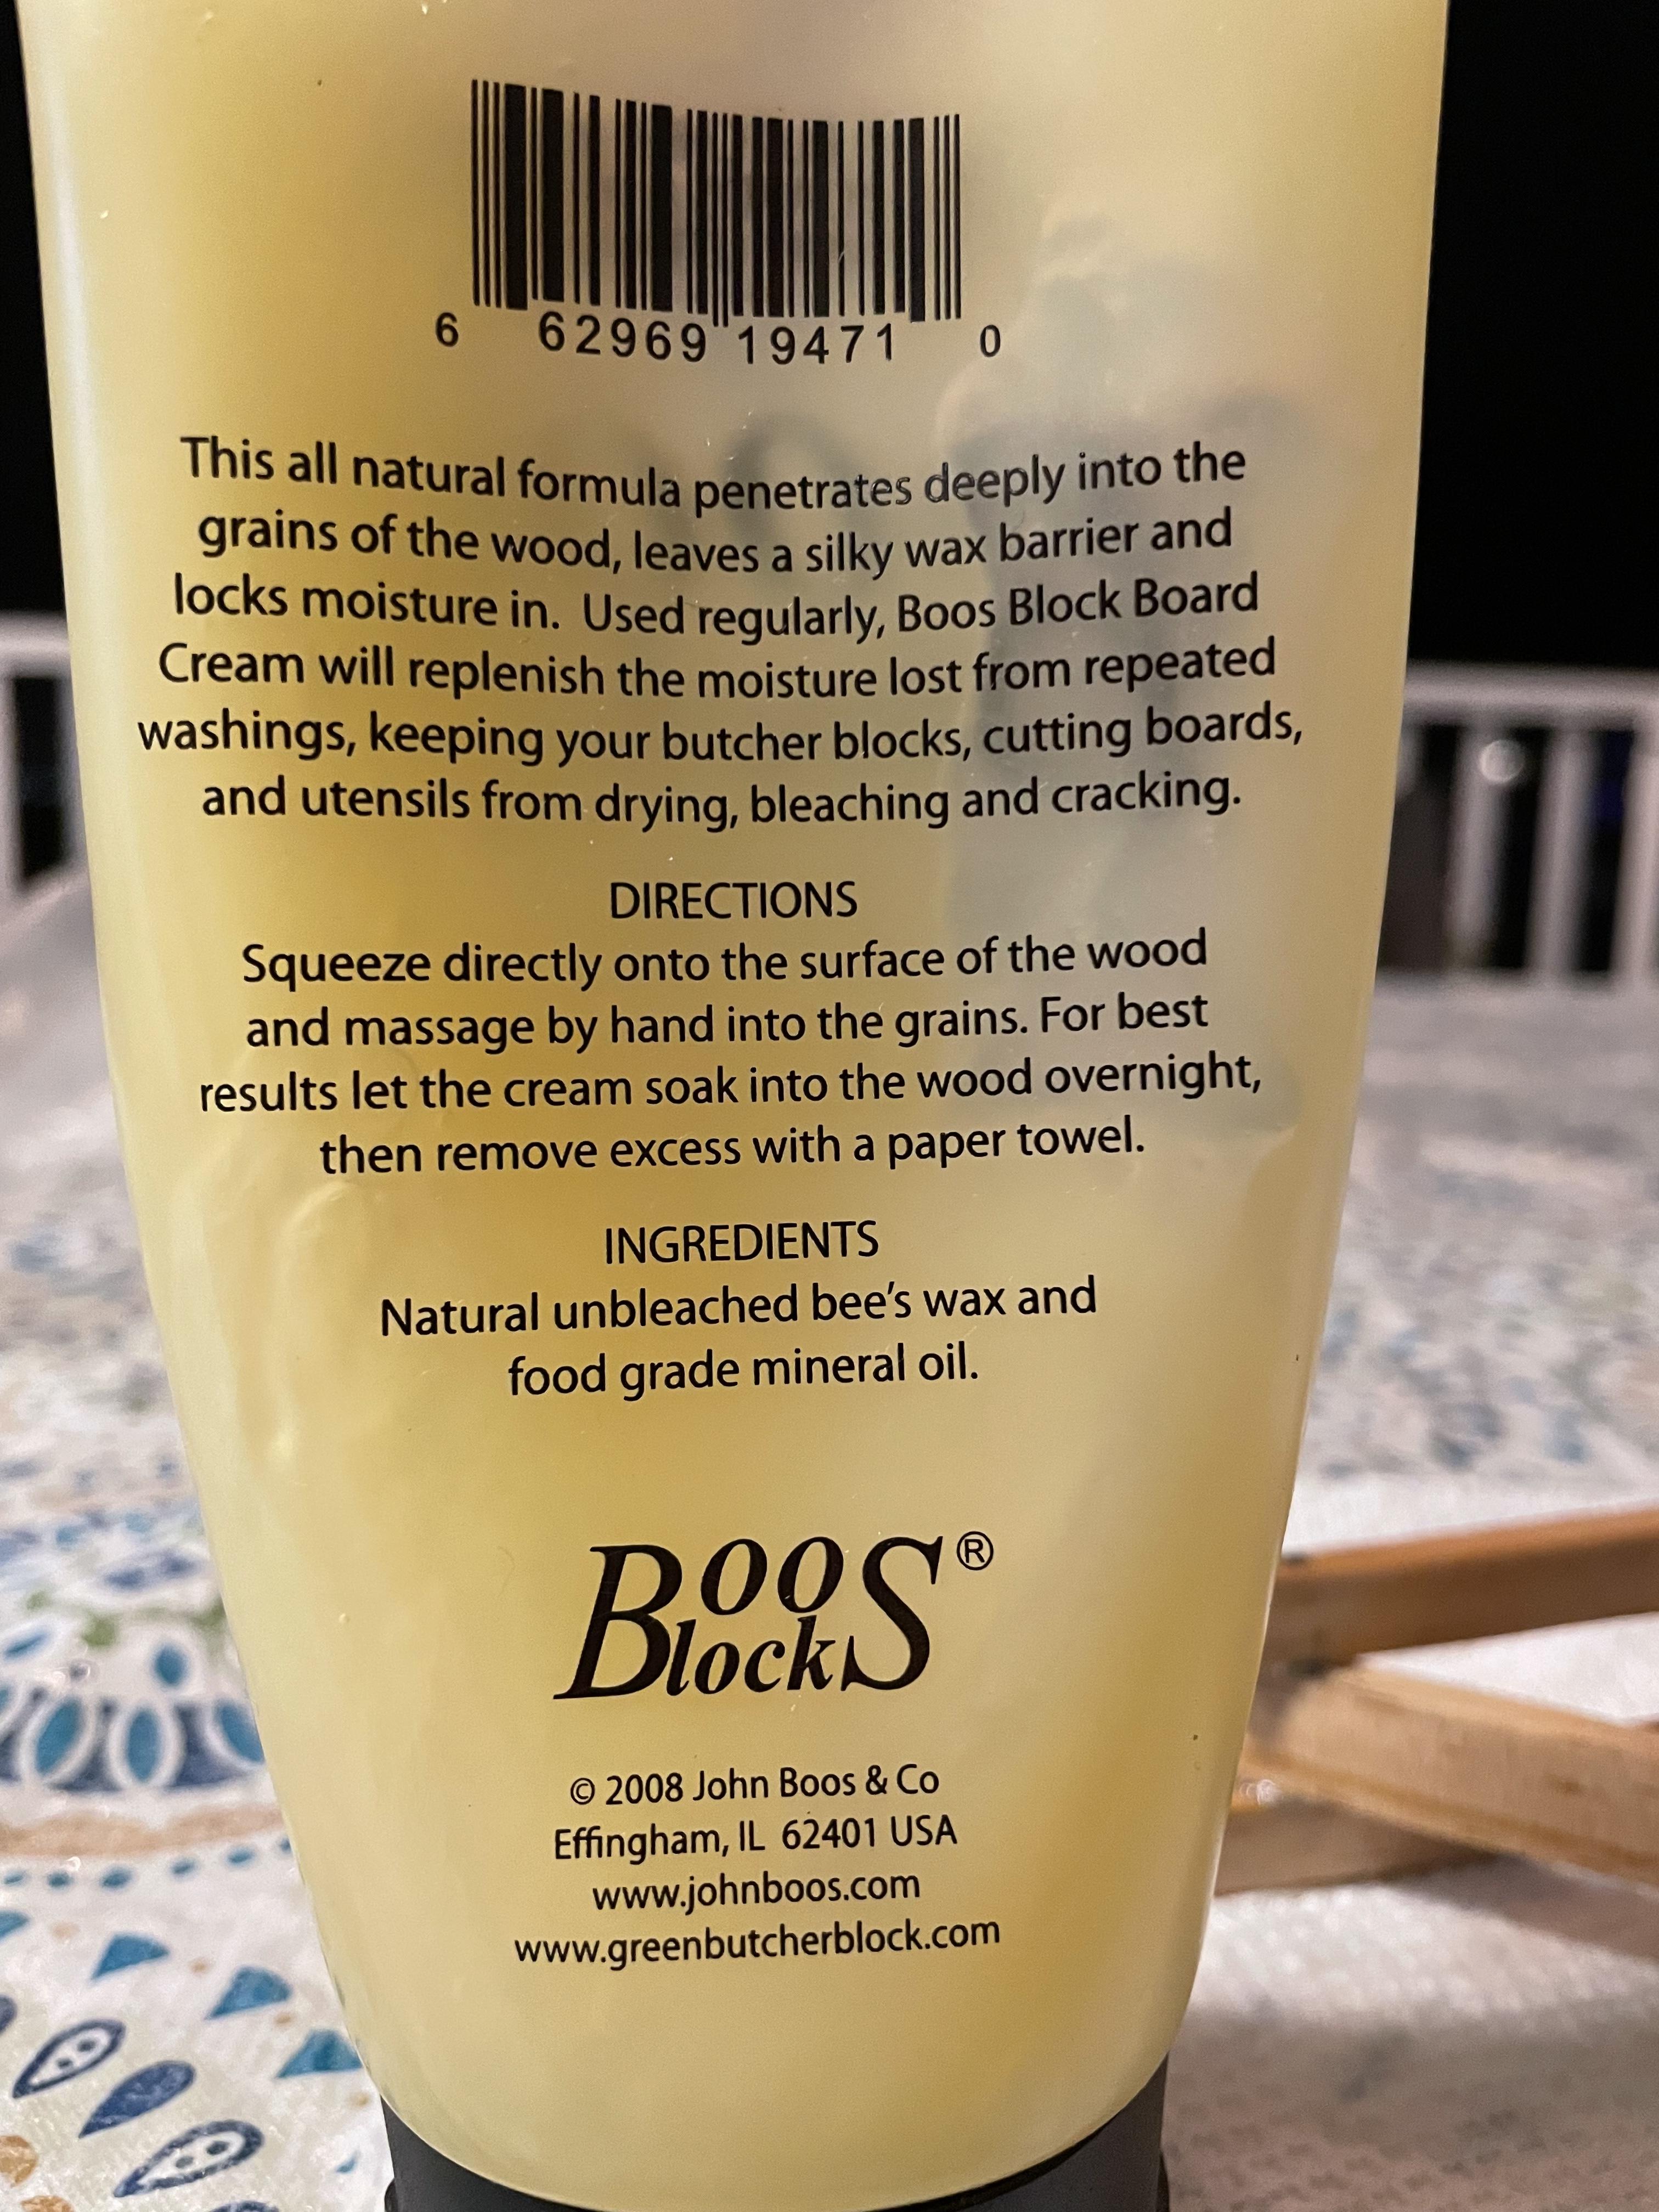 6 62969 19471 0
This all natural formula penetrates deeply into the
grains of the wood, leaves a silky wax barrier and
locks moisture in. Used regularly, Boos Block Board
Cream will replenish the moisture lost from repeated
washings, keeping your butcher blocks, cutting boards,
and utensils from drying, bleaching and cracking.
DIRECTIONS
Squeeze directly onto the surface of the wood
and massage by hand into the grains. For best
results let the cream soak into the wood overnight,
then remove excess with a paper towel.
INGREDIENTS
Natural unbleached bee's wax and
food grade mineral oil.
Boos
BlockS®
© 2008 John Boos & Co
Effingham, IL 62401 USA
www.johnboos.com
www.greenbutcherblock.com